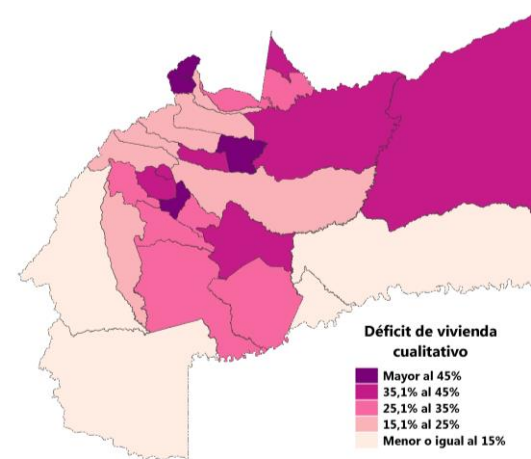 Déficit de vivienda
cualitativo
Mayor al 45%
35,1% al 45%
25,1% al 35%
15,1% al 25%
Menor o igual al 15%